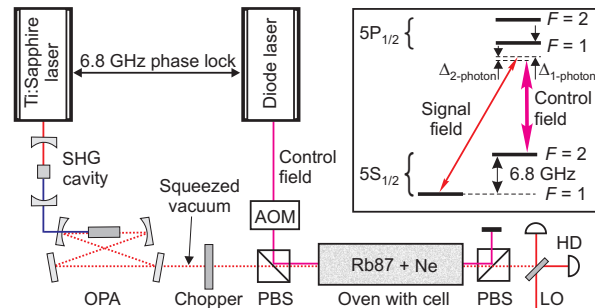 Ti:Sapphire
laser
6.8 GHz phase lock
Diode laser
SHG
cavity
Squeezed
vacuum
Control
field
AOM
OPA
Chopper
PBS
Rb87 + Ne
Oven with cell
PBS
HD
LO
5P1/2
F = 2
F = 1
Δ2-photon
Δ1-photon
Signal
field
Control
field
5S1/2
F = 2
6.8 GHz
F = 1